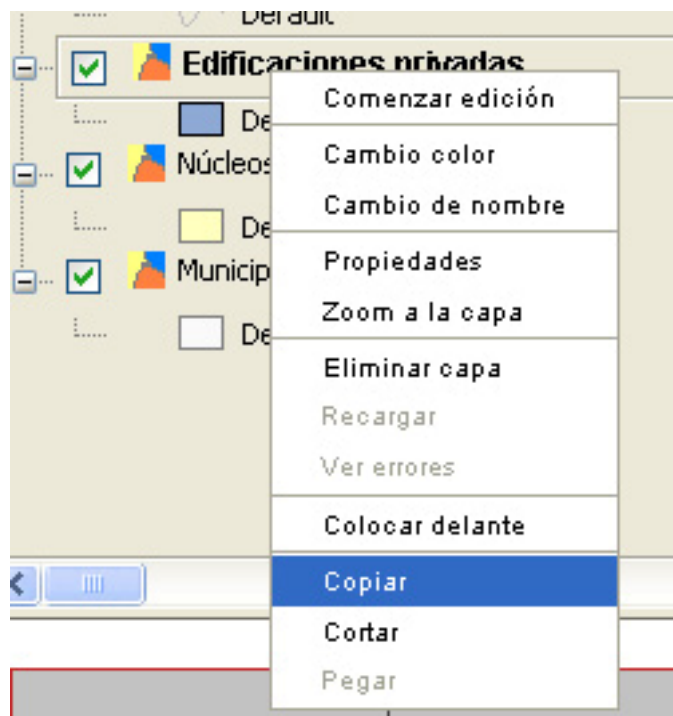 Default
Edificaciones privadas
Comenzar edición
De
Cambio color
Núcleos
Cambio de nombre
De
Propiedades
Municip
Zoom a la capa
De
Eliminar capa
Recargar
Ver errores
Colocar delante
Copiar
Cortar
Pegar